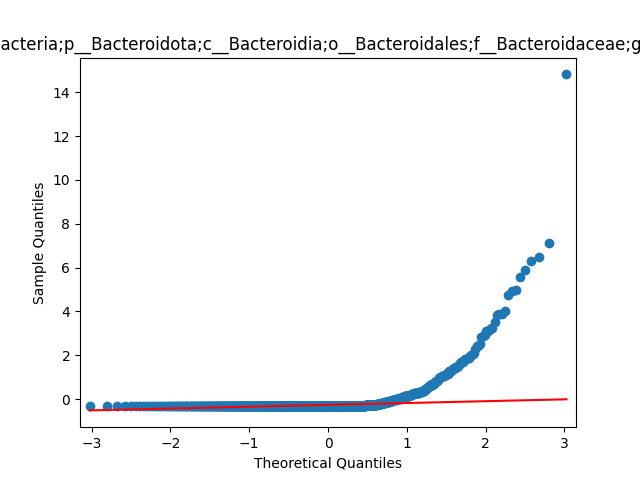 acteria;p__Bacteroidota;c__Bacteroidia;o__Bacteroidales;f__Bacteroidaceae;g
14
12
10
8
6
4
2
0
Sample Quantiles
−3 −2 −1 0 1 2 3
Theoretical Quantiles